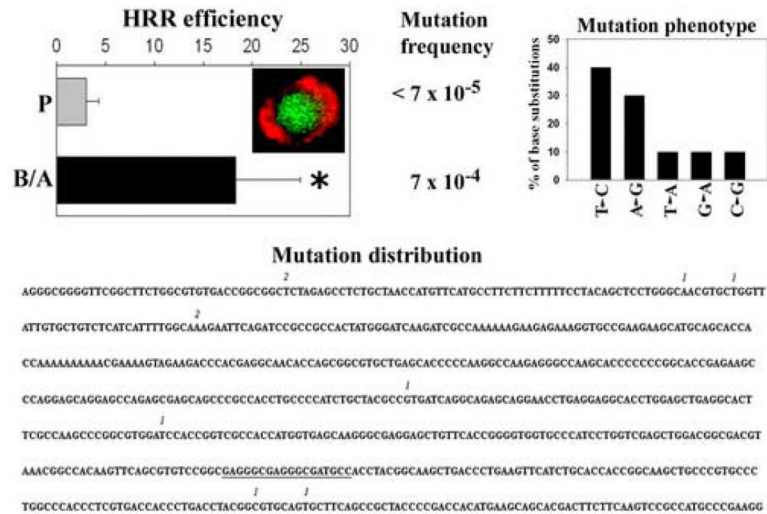 HRR efficiency
0 5 10 15 20 25 30
P
B/A
*
Mutation
frequency
< 7 x 10-5
7 x 10-4
Mutation phenotype
% of base substitutions
50
40
30
20
10
0
T-C
A-G
T-A
G-A
C-G
Mutation distribution
2 1 1
AGGGCGGGGTTCGGCTTCTGGCGTGTGACCGGCGGCTCTAGAGCCTCTGCTAACCATGTTCATGCCTTCTTCTTTTTCCTACAGCTCCTGGGCAACGTGCTGGTT
2
ATTGTGCTGTCTCATCATTTTGGCAAAGAATTCAGATCCGCCGCCACTATGGGATCAAGATCGCCAAAAAAGAAGAGAAAGGTGCCGAAGAAGCATGCAGCACCA
CCAAAAAAAAAACGAAAAGTAGAAGACCCACGAGGCAACACCAGCGGCGTGCTGAGCACCCCCAAGGCCAAGAGGGCCAAGCACCCCCCCGGCACCGAGAAGC
1
CCAGGAGCAGGAGCCAGAGCGAGCAGCCCGCCACCTGCCCCATCTGCTACGCCGTGATCAGGCAGAGCAGGAACCTGAGGAGGCACCTGGAGCTGAGGCACT
1
TCGCCAAGCCCGGCGTGGATCCACCGGTCGCCACCATGGTGAGCAAGGGCGAGGAGCTGTTCACCGGGGTGGTGCCCATCCTGGTCGAGCTGGACGGCGACGT
AAACGGCCACAAGTTCAGCGTGTCCGGCGAGGGCGAGGGCGATGCCACCTACGGCAAGCTGACCCTGAAGTTCATCTGCACCACCGGCAAGCTGCCCGTGCCC
1 1
TGGCCCACCCTCGTGACCACCCTGACCTACGGCGTGCAGTGCTTCAGCCGCTACCCCGACCACATGAAGCAGCACGACTTCTTCAAGTCCGCCATGCCCGAAGG